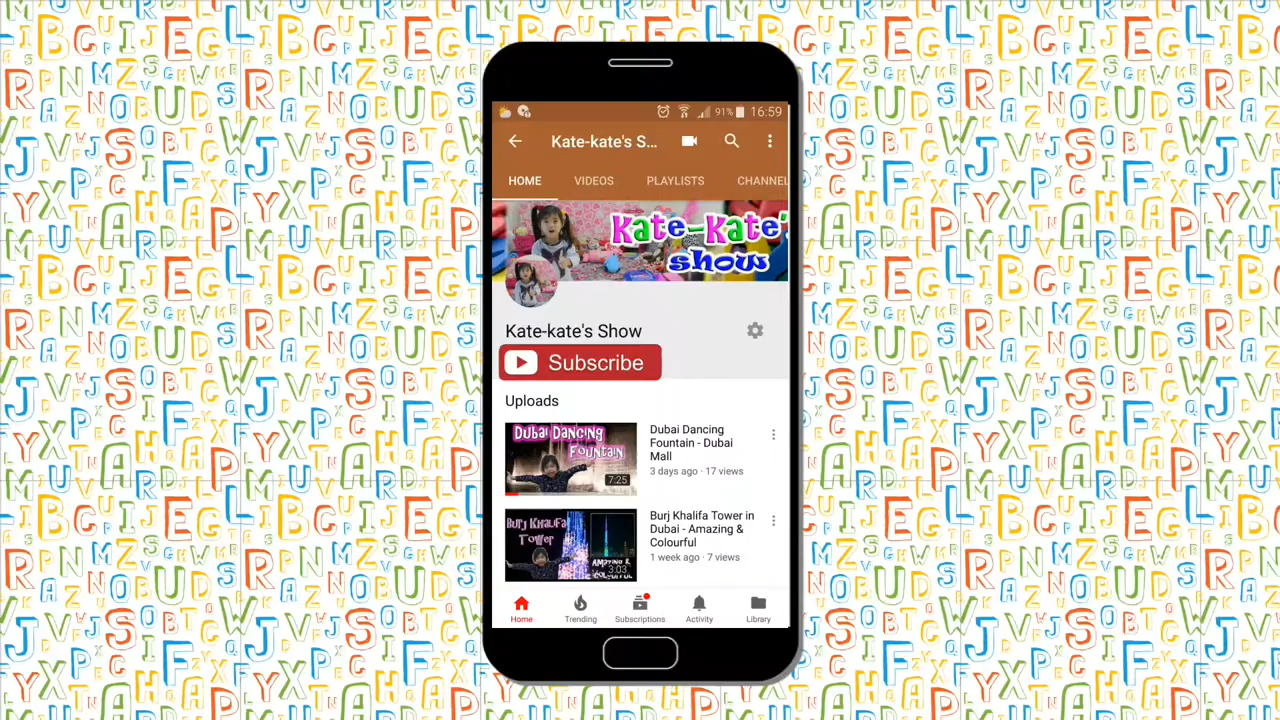 91% 16:59
Kate-kate's S...
HOME VIDEOS PLAYLISTS CHANNEL
Kate-Kate'
show
Kate-kate's Show
Subscribe
Uploads
Dubai Dancing
Fountain
7:25
Dubai Dancing
Fountain - Dubai
Mall
3 days ago · 17 views
Burj Khalifa
Tower
Amazing &
Colourful
3:03
Burj Khalifa Tower in
Dubai - Amazing &
Colourful
1 week ago · 7 views
Home Trending Subscriptions Activity Library